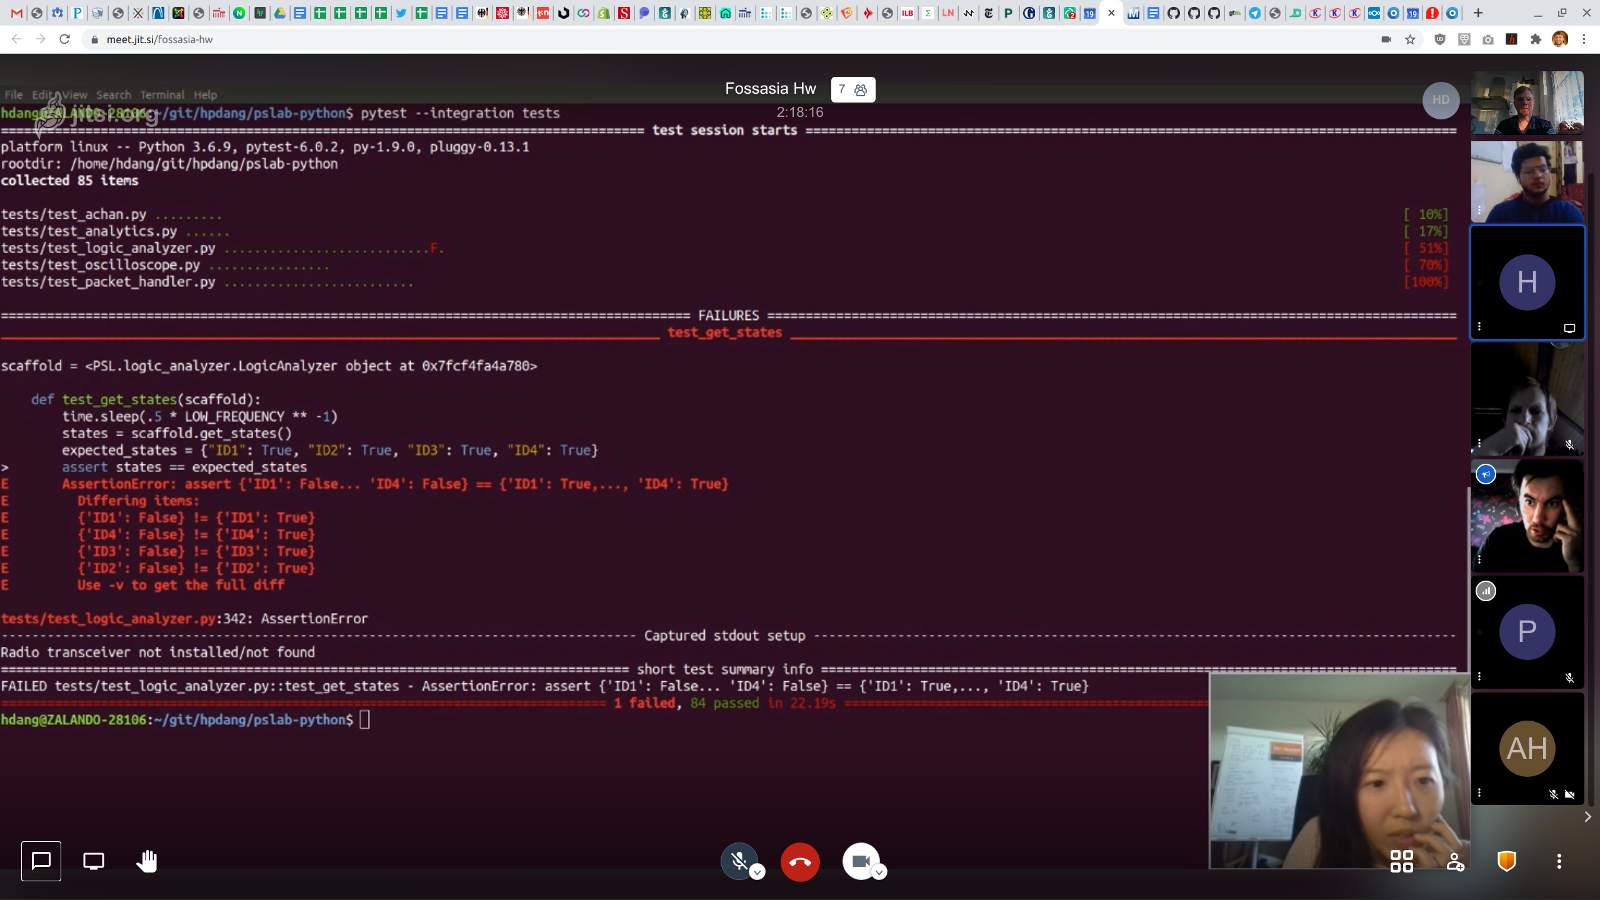 meet.jit.si/fossasia-hw
Fossasia Hw 7
2:18:16
HD
File Edit View Search Terminal Help
jitsi.org
hdang@ZALANDO-28106:~/git/hpdang/pslab-python$ pytest --integration tests
test session starts
platform linux -- Python 3.6.9, pytest-6.0.2, py-1.9.0, pluggy-0.13.1
rootdir: /home/hdang/git/hpdang/pslab-python
collected 85 items
tests/test_achan.py ......... [ 10%]
tests/test_analytics.py ...... [ 17%]
tests/test_logic_analyzer.py ...........................F. [ 51%]
tests/test_oscilloscope.py ................ [ 70%]
tests/test_packet_handler.py ......................... [100%]
FAILURES
test_get_states
scaffold = <PSL.logic_analyzer.LogicAnalyzer object at 0x7fcf4fa4a780>
def test_get_states(scaffold):
time.sleep(.5 * LOW_FREQUENCY ** -1)
states = scaffold.get_states()
expected_states = {"ID1": True, "ID2": True, "ID3": True, "ID4": True}
> assert states == expected_states
E AssertionError: assert {'ID1': False... 'ID4': False} == {'ID1': True,..., 'ID4': True}
E Differing items:
E {'ID1': False} != {'ID1': True}
E {'ID4': False} != {'ID4': True}
E {'ID3': False} != {'ID3': True}
E {'ID2': False} != {'ID2': True}
E Use -v to get the full diff
tests/test_logic_analyzer.py:342: AssertionError
Captured stdout setup
Radio transceiver not installed/not found
short test summary info
FAILED tests/test_logic_analyzer.py::test_get_states - AssertionError: assert {'ID1': False... 'ID4': False} == {'ID1': True,..., 'ID4': True}
1 failed, 84 passed in 22.19s
hdang@ZALANDO-28106:~/git/hpdang/pslab-python$
H
P
AH